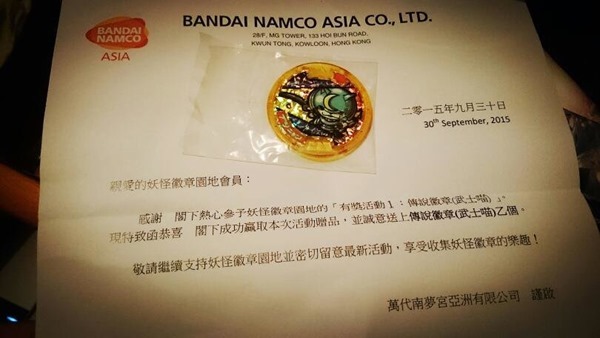 BANDAI
NAMCO
ASIA
BANDAI NAMCO ASIA CO., LTD.
28/F, MG TOWER, 133 HOI BUN ROAD,
KWUN TONG, KOWLOON, HONG KONG
二零一五年九月三十日
30th September, 2015
親愛的妖怪徽章園地會員：
感謝 閣下熱心參予妖怪徽章園地的「有獎活動1：傳說徽章(武士喵)」。
現特致函恭喜 閣下成功贏取本次活動贈品，並誠意送上傳說徽章(武士喵)乙個。
敬請繼續支持妖怪徽章園地並密切留意最新活動，享受收集妖怪徽章的樂趣！
萬代南夢宮亞洲有限公司 謹啟